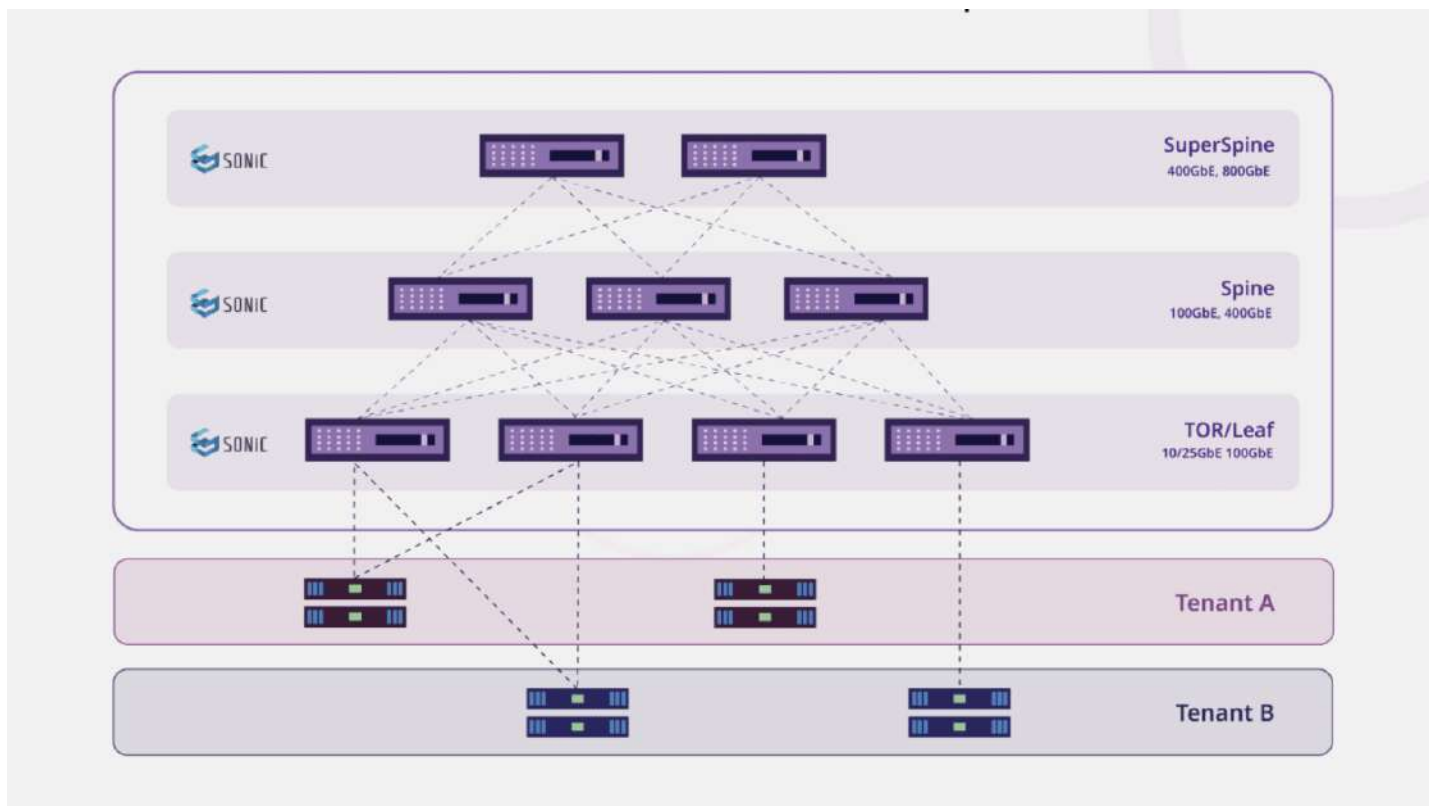 SONiC
SuperSpine
400GbE, 800GbE
SONiC
Spine
100GbE, 400GbE
SONiC
TOR/Leaf
10/25GbE 100GbE
Tenant A
Tenant B